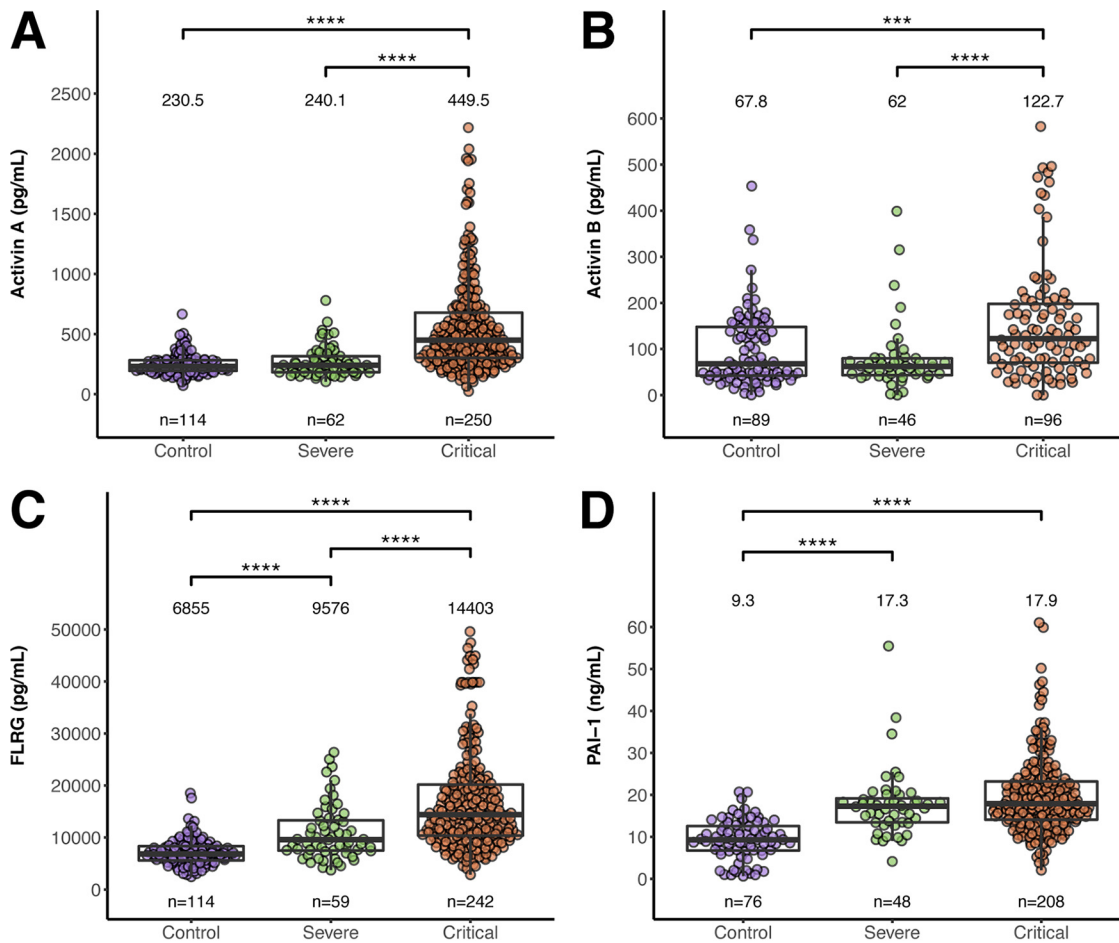 A
****
****
230.5 240.1 449.5
2500
2000
1500
1000
500
0
Activin A (pg/mL)
n=114 n=62 n=250
Control Severe Critical
B
***
****
67.8 62 122.7
600
500
400
300
200
100
0
Activin B (pg/mL)
n=89 n=46 n=96
Control Severe Critical
C
****
****
****
6855 9576 14403
50000
40000
30000
20000
10000
0
FLRG (pg/mL)
n=114 n=59 n=242
Control Severe Critical
D
****
****
9.3 17.3 17.9
60
50
40
30
20
10
0
PAI−1 (ng/mL)
n=76 n=48 n=208
Control Severe Critical